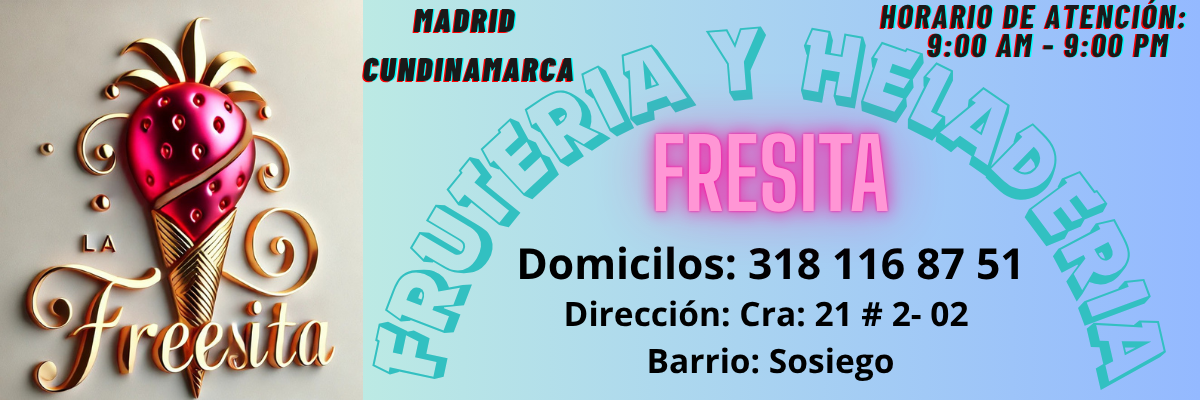 LA
Freesita
MADRID
CUNDINAMARCA
HORARIO DE ATENCIÓN:
9:00 AM - 9:00 PM
FRUTERIA Y HELADERIA
FRESITA
Domicilos: 318 116 87 51
Dirección: Cra: 21 # 2- 02
Barrio: Sosiego